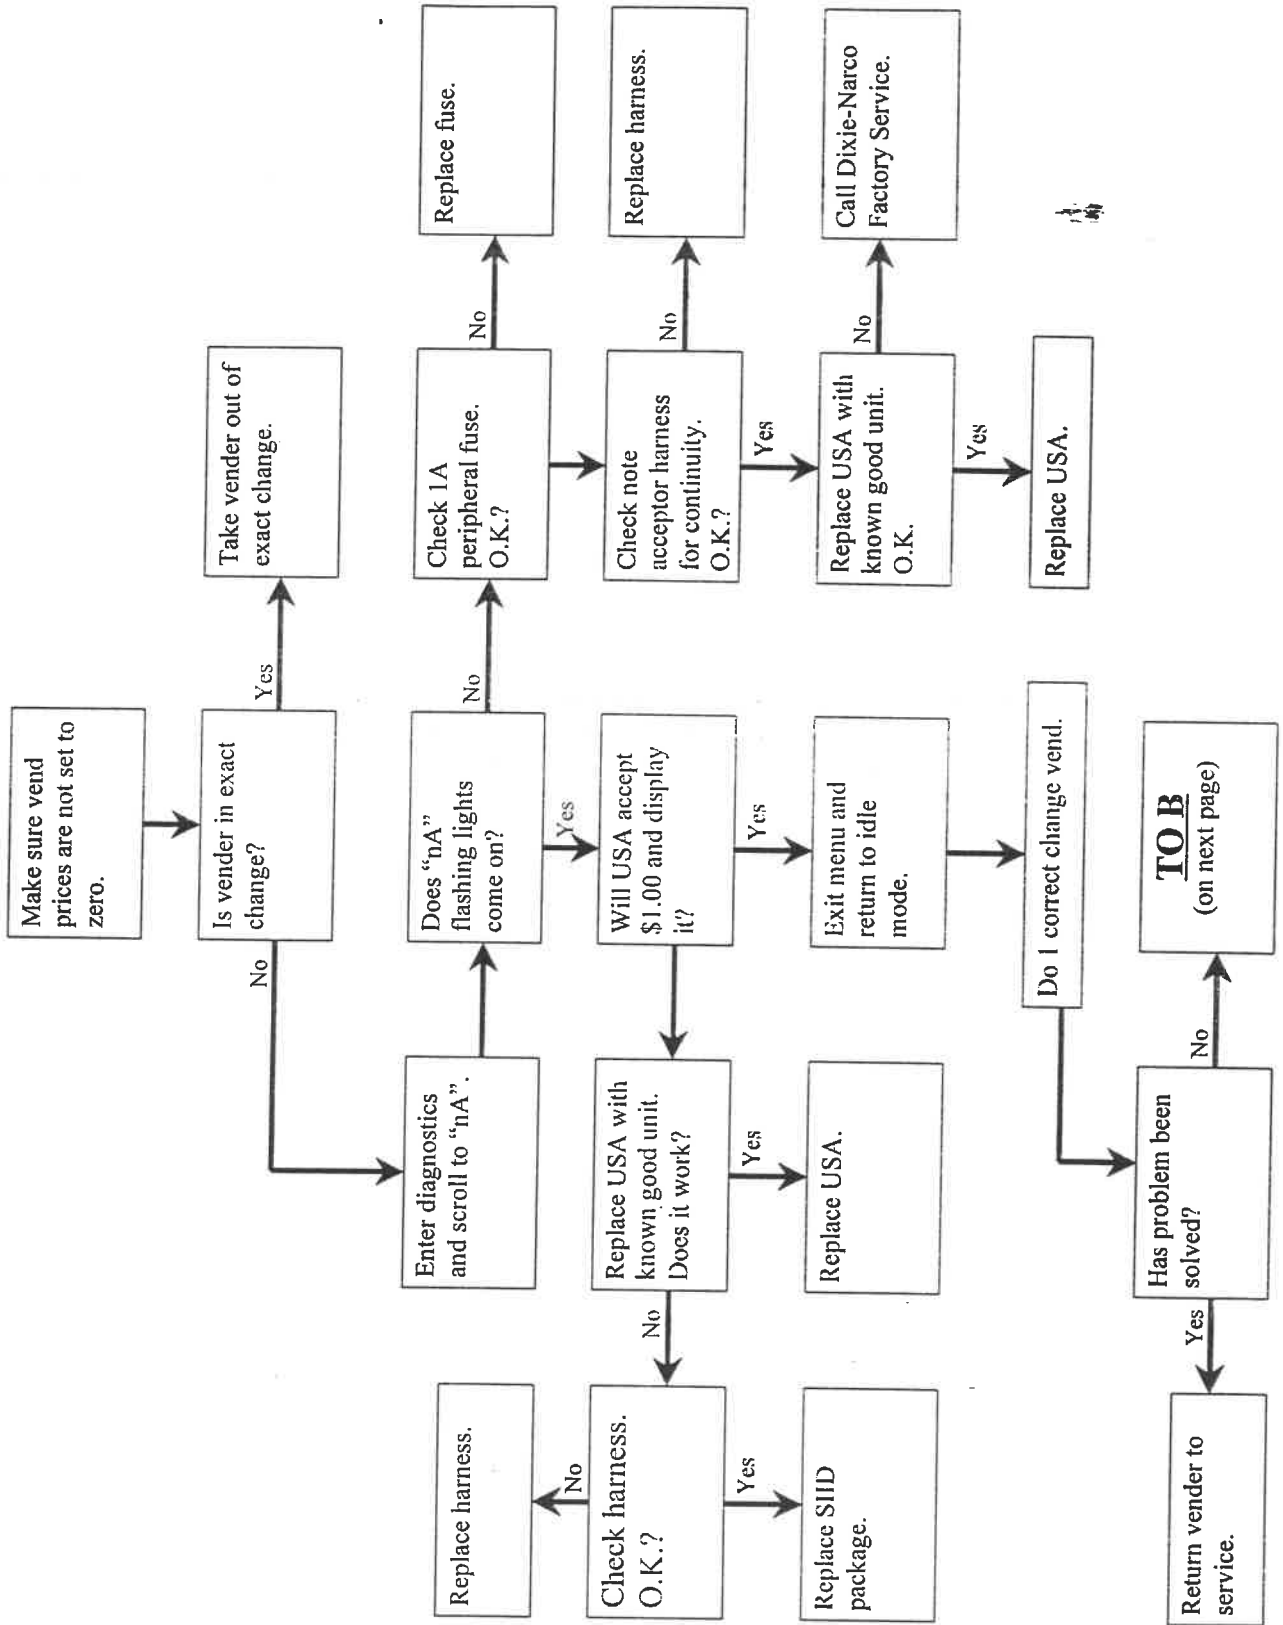 Make sure vend
prices are not set to
zero.
Is vender in exact
change?
Yes
Take vender out of
exact change.
No
Enter diagnostics
and scroll to “nA”.
Does “nA”
flashing lights
come on?
No
Check 1A
peripheral fuse.
O.K.?
No
Replace fuse.
Yes
Will USA accept
$1.00 and display
it?
Check note
acceptor harness
for continuity.
O.K.?
No
Replace harness.
Yes
Replace USA with
known good unit.
O.K.
No
Call Dixie-Narco
Factory Service.
Yes
Replace USA.
Replace USA with
known good unit.
Does it work?
No
Check harness.
O.K.?
No
Replace harness.
Yes
Replace SIID
package.
Yes
Replace USA.
Yes
Exit menu and
return to idle
mode.
Do 1 correct change vend.
Has problem been
solved?
Yes
Return vender to
service.
No
TO B
(on next page)